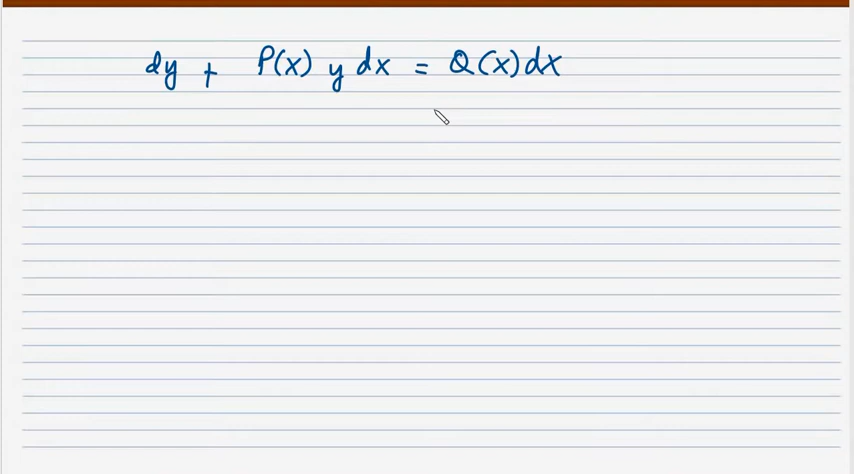 dy + P(x) y dx = Q(x)dx